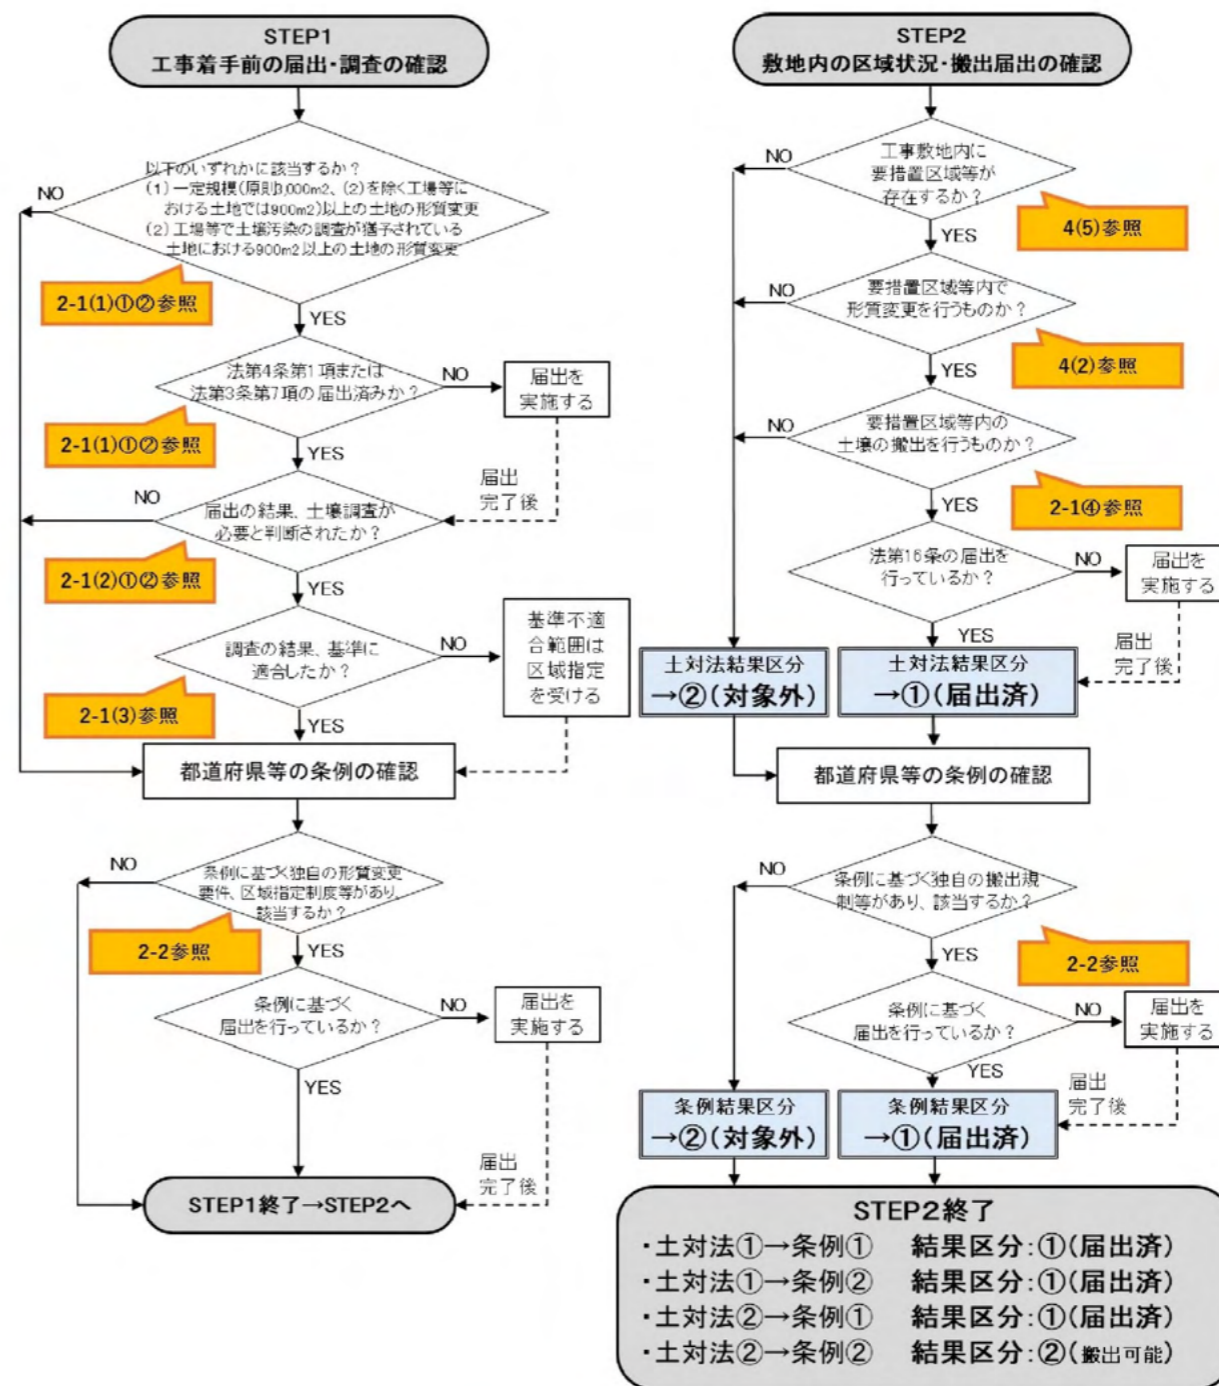 STEP1
工事着手前の届出・調査の確認
以下のいずれかに該当するか？
(1)一定規模(原則3,000m2、(2)を除く工場等に
おける土地では900m2)以上の土地の形質変更
(2)工場等で土壌汚染の調査が猶予されている
土地における900m2以上の土地の形質変更
NO
2-1(1)①②参照
YES
法第4条第1項または
法第3条第7項の届出済みか？
NO
届出を
実施する
2-1(1)①②参照
YES
届出
完了後
NO
届出の結果、土壌調査が
必要と判断されたか？
2-1(2)①②参照
YES
調査の結果、基準に
適合したか？
NO
基準不適
合範囲は
区域指定
を受ける
2-1(3)参照
YES
都道府県等の条例の確認
NO
条例に基づく独自の形質変更
要件、区域指定制度等があり、
該当するか？
2-2参照
YES
条例に基づく
届出を行っているか？
NO
届出を
実施する
YES
届出
完了後
STEP1終了→STEP2へ
STEP2
敷地内の区域状況・搬出届出の確認
NO
工事敷地内に
要措置区域等が
存在するか？
4(5)参照
YES
NO
要措置区域等内で
形質変更を行うものか？
4(2)参照
YES
NO
要措置区域等内の
土壌の搬出を行うものか？
2-1④参照
YES
法第16条の届出を
行っているか？
NO
届出を
実施する
YES
届出
完了後
土対法結果区分
→②(対象外)
土対法結果区分
→①(届出済)
都道府県等の条例の確認
NO
条例に基づく独自の搬出規
制等があり、該当するか？
YES
2-2参照
条例に基づく
届出を行っているか？
NO
届出を
実施する
YES
届出
完了後
条例結果区分
→②(対象外)
条例結果区分
→①(届出済)
STEP2終了
・土対法①→条例① 結果区分:①(届出済)
・土対法①→条例② 結果区分:①(届出済)
・土対法②→条例① 結果区分:①(届出済)
・土対法②→条例② 結果区分:②(搬出可能)